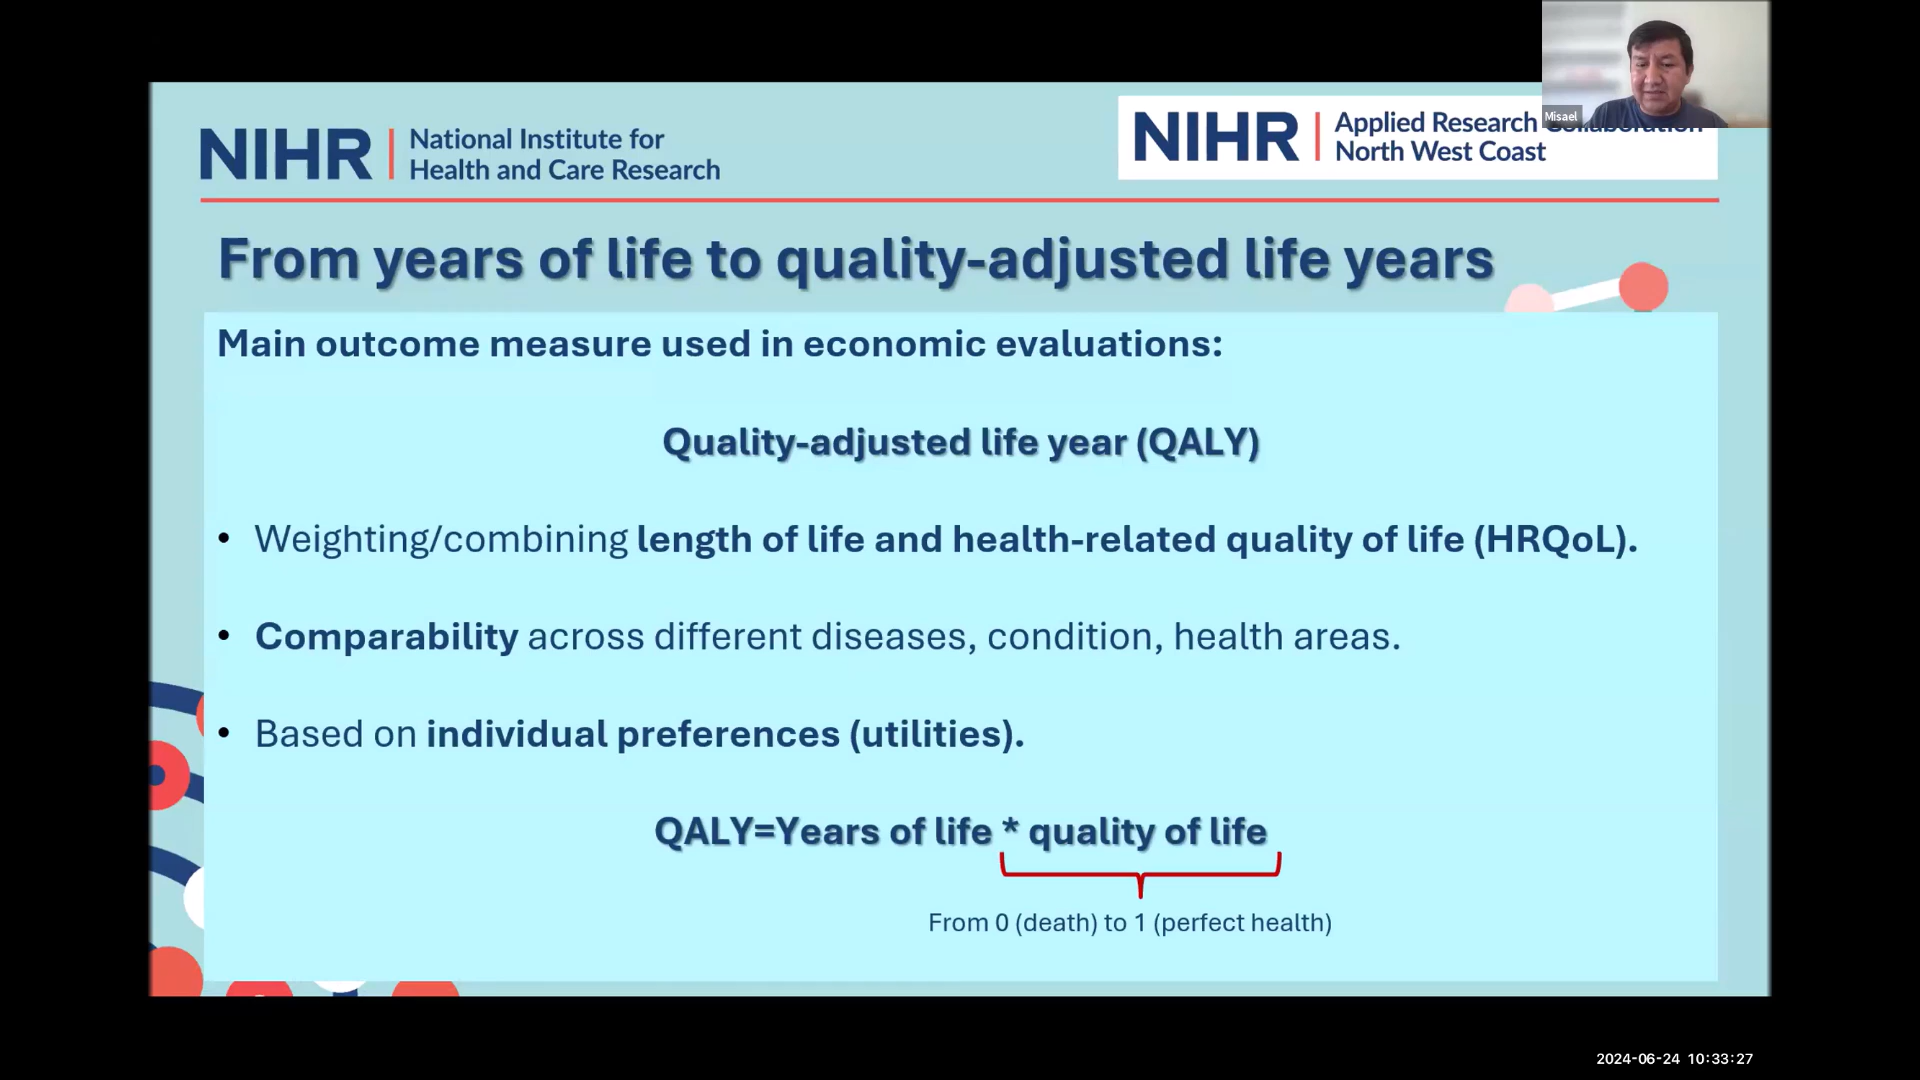 NIHR | National Institute for
Health and Care Research
NIHR | Applied Research Collaboration
North West Coast
Misael
From years of life to quality-adjusted life years
Main outcome measure used in economic evaluations:
Quality-adjusted life year (QALY)
• Weighting/combining length of life and health-related quality of life (HRQoL).
• Comparability across different diseases, condition, health areas.
• Based on individual preferences (utilities).
QALY=Years of life * quality of life
From 0 (death) to 1 (perfect health)
2024-06-24 10:33:27